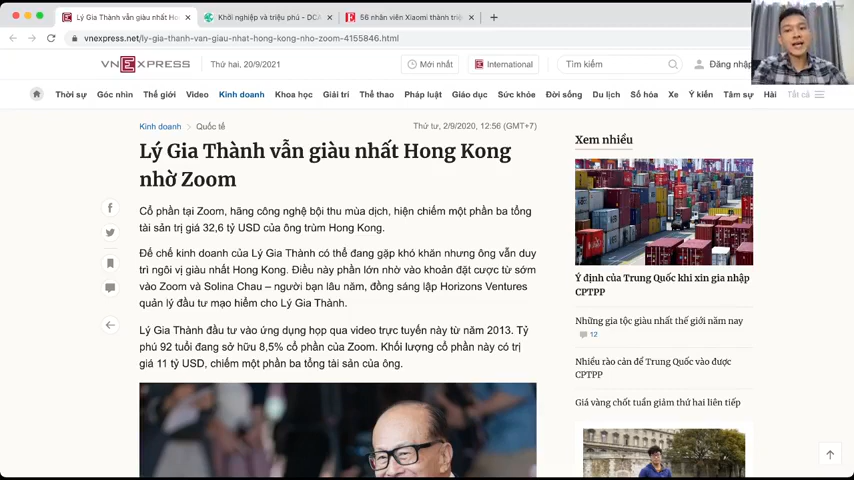 Lý Gia Thành vẫn giàu nhất Ho
Khởi nghiệp và triệu phú - DCA
56 nhân viên Xiaomi thành triệ
vnexpress.net/ly-gia-thanh-van-giau-nhat-hong-kong-nho-zoom-4155846.html
VNEXPRESS
Thứ hai, 20/9/2021
Mới nhất
International
Tìm kiếm
Đăng nhập
Thời sự Góc nhìn Thế giới Video Kinh doanh Khoa học Giải trí Thể thao Pháp luật Giáo dục Sức khỏe Đời sống Du lịch Số hóa Xe Ý kiến Tâm sự Hài Tất cả
Kinh doanh > Quốc tế
Thứ tư, 2/9/2020, 12:56 (GMT+7)
Lý Gia Thành vẫn giàu nhất Hong Kong
nhờ Zoom
Cổ phần tại Zoom, hãng công nghệ bội thu mùa dịch, hiện chiếm một phần ba tổng
tài sản trị giá 32,6 tỷ USD của ông trùm Hong Kong.
Đế chế kinh doanh của Lý Gia Thành có thể đang gặp khó khăn nhưng ông vẫn duy
trì ngôi vị giàu nhất Hong Kong. Điều này phần lớn nhờ vào khoản đặt cược từ sớm
vào Zoom và Solina Chau – người bạn lâu năm, đồng sáng lập Horizons Ventures
quản lý đầu tư mạo hiểm cho Lý Gia Thành.
Lý Gia Thành đầu tư vào ứng dụng họp qua video trực tuyến này từ năm 2013. Tỷ
phú 92 tuổi đang sở hữu 8,5% cổ phần của Zoom. Khối lượng cổ phần này có trị
giá 11 tỷ USD, chiếm một phần ba tổng tài sản của ông.
Xem nhiều
Ý định của Trung Quốc khi xin gia nhập
CPTPP
Những gia tộc giàu nhất thế giới năm nay
12
Nhiều rào cản để Trung Quốc vào được
CPTPP
Giá vàng chốt tuần giảm thứ hai liên tiếp